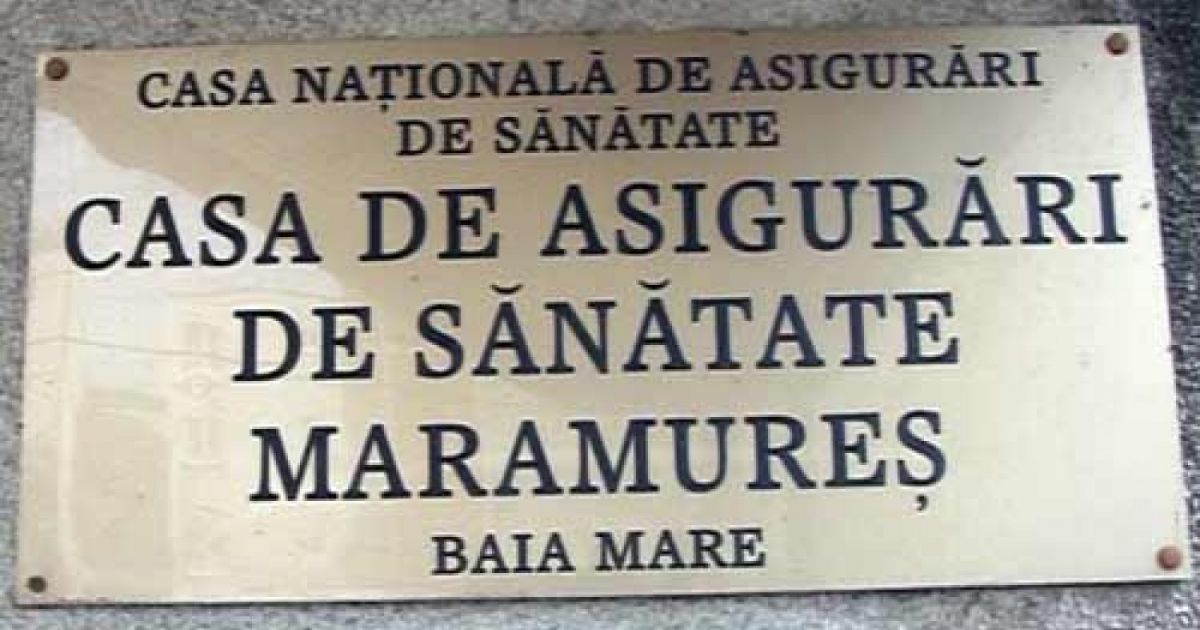 CASA NAȚIONALĂ DE ASIGURĂRI
DE SĂNĂTATE
CASA DE ASIGURĂRI
DE SĂNĂTATE
MARAMUREȘ
BAIA MARE